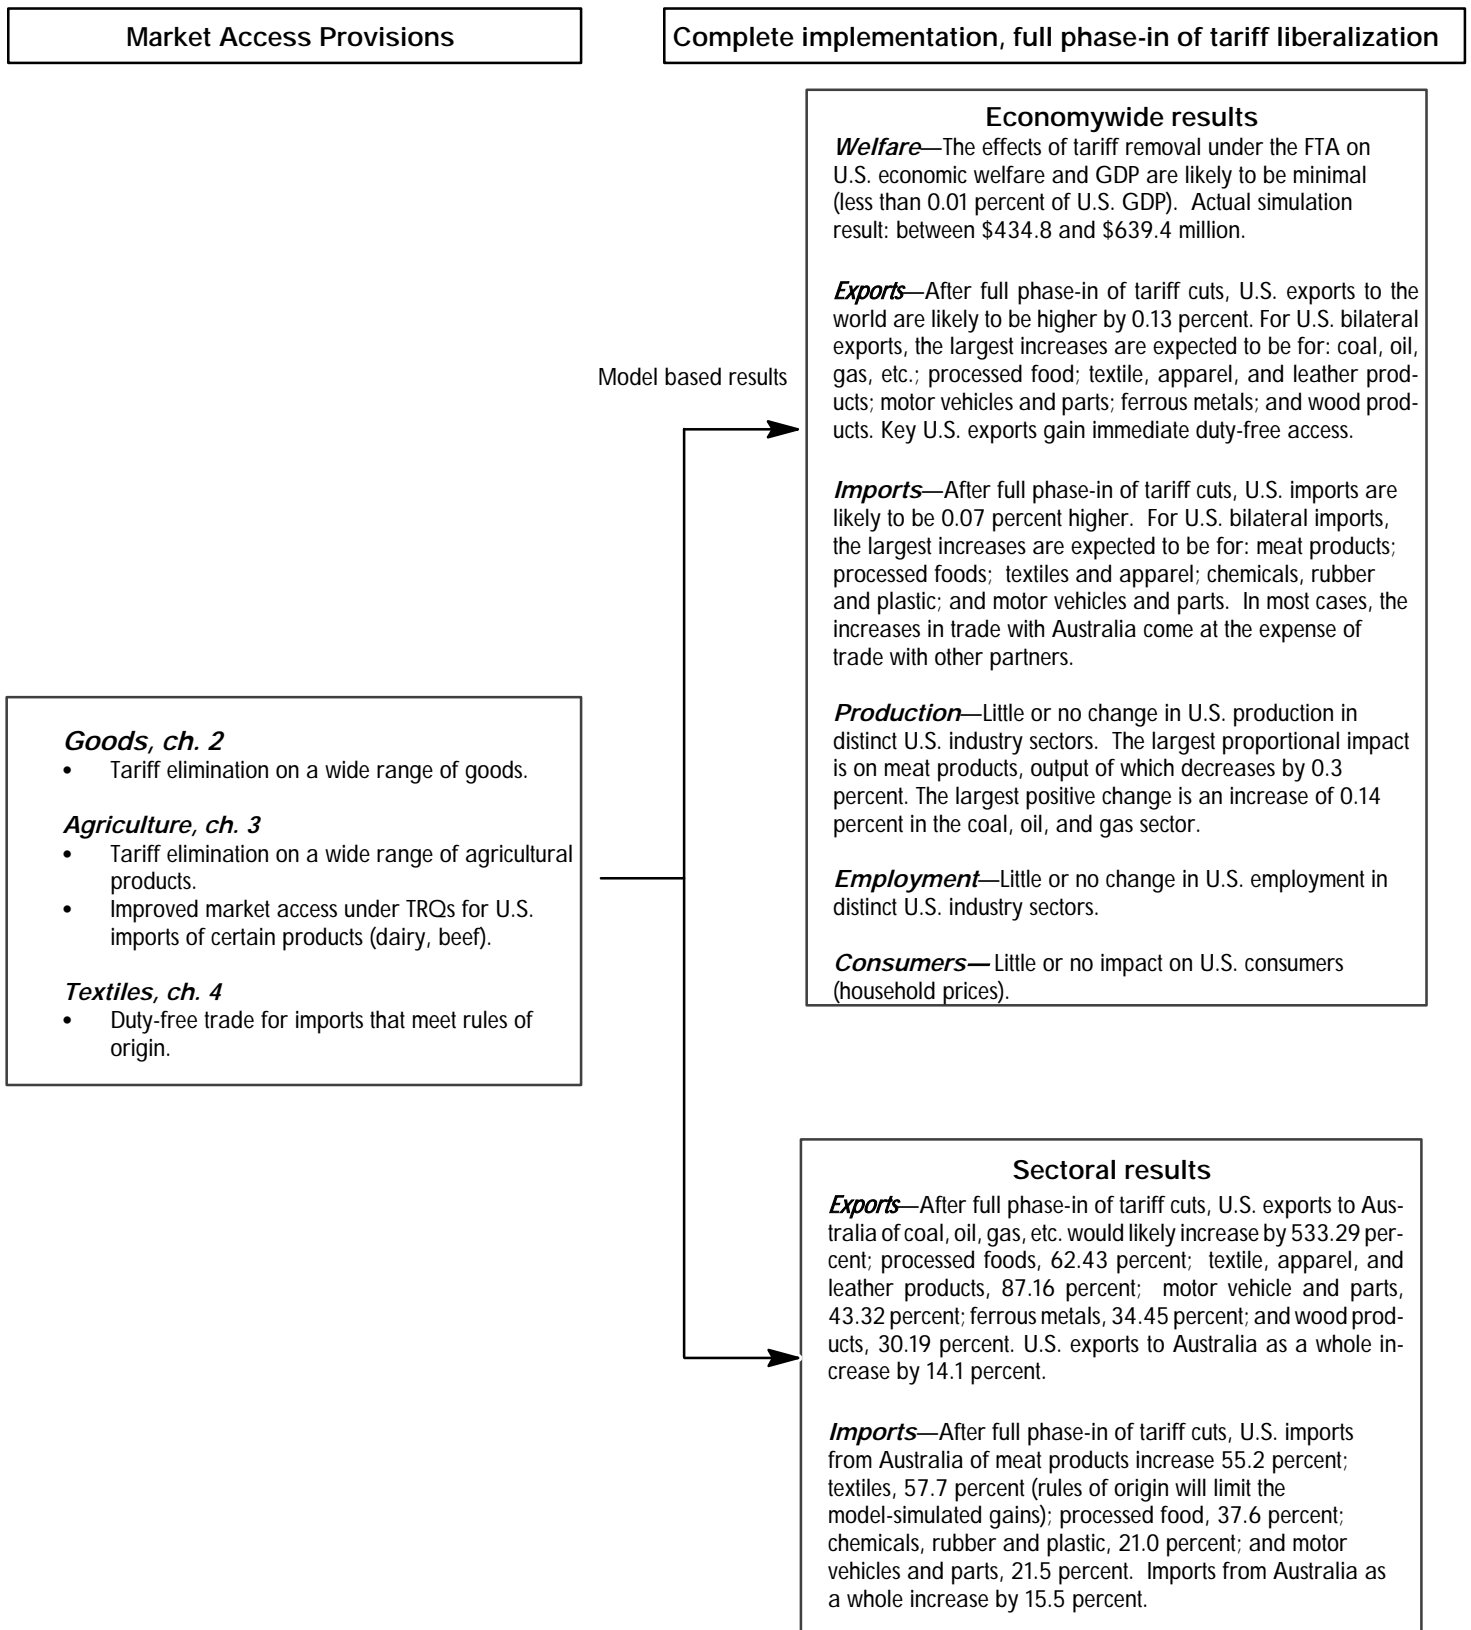 Market Access Provisions
Complete implementation, full phase-in of tariff liberalization
Economywide results
Welfare—The effects of tariff removal under the FTA on
U.S. economic welfare and GDP are likely to be minimal
(less than 0.01 percent of U.S. GDP). Actual simulation
result: between $434.8 and $639.4 million.
Exports—After full phase-in of tariff cuts, U.S. exports to the
world are likely to be higher by 0.13 percent. For U.S. bilateral
exports, the largest increases are expected to be for: coal, oil,
gas, etc.; processed food; textile, apparel, and leather prod-
ucts; motor vehicles and parts; ferrous metals; and wood prod-
ucts. Key U.S. exports gain immediate duty-free access.
Imports—After full phase-in of tariff cuts, U.S. imports are
likely to be 0.07 percent higher. For U.S. bilateral imports,
the largest increases are expected to be for: meat products;
processed foods; textiles and apparel; chemicals, rubber
and plastic; and motor vehicles and parts. In most cases, the
increases in trade with Australia come at the expense of
trade with other partners.
Production—Little or no change in U.S. production in
distinct U.S. industry sectors. The largest proportional impact
is on meat products, output of which decreases by 0.3
percent. The largest positive change is an increase of 0.14
percent in the coal, oil, and gas sector.
Employment—Little or no change in U.S. employment in
distinct U.S. industry sectors.
Consumers—Little or no impact on U.S. consumers
(household prices).
Model based results
Goods, ch. 2
• Tariff elimination on a wide range of goods.
Agriculture, ch. 3
• Tariff elimination on a wide range of agricultural
products.
• Improved market access under TRQs for U.S.
imports of certain products (dairy, beef).
Textiles, ch. 4
• Duty-free trade for imports that meet rules of
origin.
Sectoral results
Exports—After full phase-in of tariff cuts, U.S. exports to Aus-
tralia of coal, oil, gas, etc. would likely increase by 533.29 per-
cent; processed foods, 62.43 percent; textile, apparel, and
leather products, 87.16 percent; motor vehicle and parts,
43.32 percent; ferrous metals, 34.45 percent; and wood prod-
ucts, 30.19 percent. U.S. exports to Australia as a whole in-
crease by 14.1 percent.
Imports—After full phase-in of tariff cuts, U.S. imports
from Australia of meat products increase 55.2 percent;
textiles, 57.7 percent (rules of origin will limit the
model-simulated gains); processed food, 37.6 percent;
chemicals, rubber and plastic, 21.0 percent; and motor
vehicles and parts, 21.5 percent. Imports from Australia as
a whole increase by 15.5 percent.